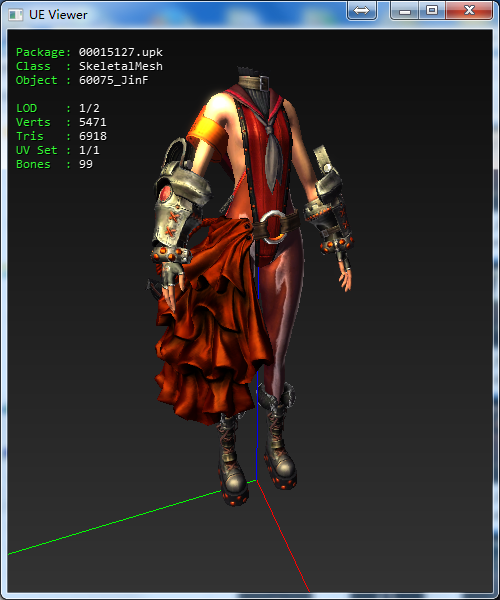 UE Viewer
Package: 00015127.upk
Class : SkeletalMesh
Object : 60075_JinF
LOD : 1/2
Verts : 5471
Tris : 6918
UV Set : 1/1
Bones : 99